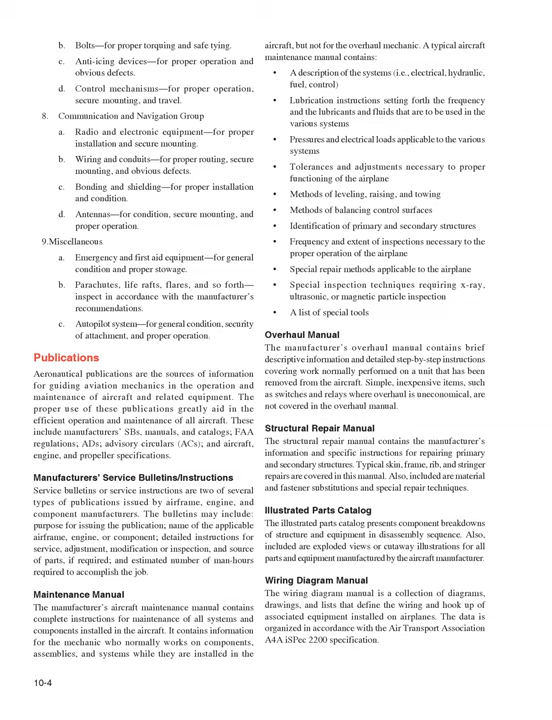 b. Bolts—for proper torquing and safe tying.
c. Anti-icing devices—for proper operation and
obvious defects.
d. Control mechanisms—for proper operation,
secure mounting, and travel.
8. Communication and Navigation Group
a. Radio and electronic equipment—for proper
installation and secure mounting.
b. Wiring and conduits—for proper routing, secure
mounting, and obvious defects.
c. Bonding and shielding—for proper installation
and condition.
d. Antennas—for condition, secure mounting, and
proper operation.
9.Miscellaneous
a. Emergency and first aid equipment—for general
condition and proper stowage.
b. Parachutes, life rafts, flares, and so forth—
inspect in accordance with the manufacturer's
recommendations.
c. Autopilot system—for general condition, security
of attachment, and proper operation.
Publications
Aeronautical publications are the sources of information
for guiding aviation mechanics in the operation and
maintenance of aircraft and related equipment. The
proper use of these publications greatly aid in the
efficient operation and maintenance of all aircraft. These
include manufacturers' SBs, manuals, and catalogs; FAA
regulations; ADs; advisory circulars (ACs); and aircraft,
engine, and propeller specifications.
Manufacturers' Service Bulletins/Instructions
Service bulletins or service instructions are two of several
types of publications issued by airframe, engine, and
component manufacturers. The bulletins may include:
purpose for issuing the publication; name of the applicable
airframe, engine, or component; detailed instructions for
service, adjustment, modification or inspection, and source
of parts, if required; and estimated number of man-hours
required to accomplish the job.
Maintenance Manual
The manufacturer's aircraft maintenance manual contains
complete instructions for maintenance of all systems and
components installed in the aircraft. It contains information
for the mechanic who normally works on components,
assemblies, and systems while they are installed in the
aircraft, but not for the overhaul mechanic. A typical aircraft
maintenance manual contains:
• A description of the systems (i.e., electrical, hydraulic,
fuel, control)
• Lubrication instructions setting forth the frequency
and the lubricants and fluids that are to be used in the
various systems
• Pressures and electrical loads applicable to the various
systems
• Tolerances and adjustments necessary to proper
functioning of the airplane
• Methods of leveling, raising, and towing
• Methods of balancing control surfaces
• Identification of primary and secondary structures
• Frequency and extent of inspections necessary to the
proper operation of the airplane
• Special repair methods applicable to the airplane
• Special inspection techniques requiring x-ray,
ultrasonic, or magnetic particle inspection
• A list of special tools
Overhaul Manual
The manufacturer's overhaul manual contains brief
descriptive information and detailed step-by-step instructions
covering work normally performed on a unit that has been
removed from the aircraft. Simple, inexpensive items, such
as switches and relays where overhaul is uneconomical, are
not covered in the overhaul manual.
Structural Repair Manual
The structural repair manual contains the manufacturer's
information and specific instructions for repairing primary
and secondary structures. Typical skin, frame, rib, and stringer
repairs are covered in this manual. Also, included are material
and fastener substitutions and special repair techniques.
Illustrated Parts Catalog
The illustrated parts catalog presents component breakdowns
of structure and equipment in disassembly sequence. Also,
included are exploded views or cutaway illustrations for all
parts and equipment manufactured by the aircraft manufacturer.
Wiring Diagram Manual
The wiring diagram manual is a collection of diagrams,
drawings, and lists that define the wiring and hook up of
associated equipment installed on airplanes. The data is
organized in accordance with the Air Transport Association
A4A iSPec 2200 specification.
10-4